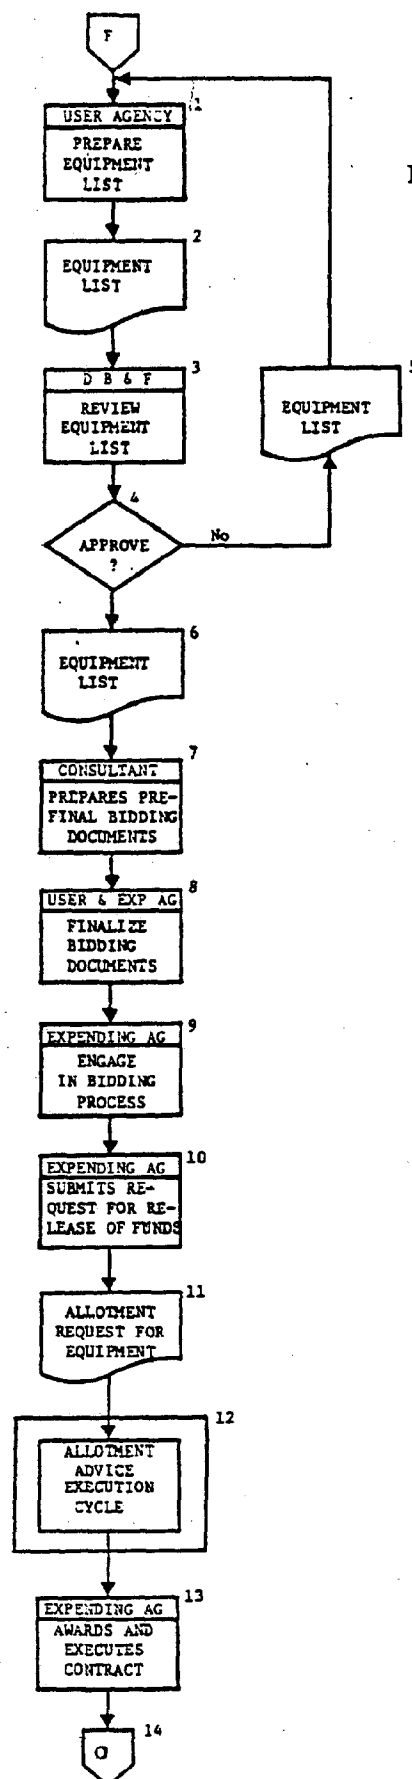 F
1
USER AGENCY
PREPARE
EQUIPMENT
LIST
2
EQUIPMENT
LIST
3
D B & F
REVIEW
EQUIPMENT
LIST
4
APPROVE
?
No
5
EQUIPMENT
LIST
6
EQUIPMENT
LIST
7
CONSULTANT
PREPARES PRE-
FINAL BIDDING
DOCUMENTS
8
USER & EXP AG
FINALIZE
BIDDING
DOCUMENTS
9
EXPENDING AG
ENGAGE
IN BIDDING
PROCESS
10
EXPENDING AG
SUBMITS RE-
QUEST FOR RE-
LEASE OF FUNDS
11
ALLOTMENT
REQUEST FOR
EQUIPMENT
12
ALLOTMENT
ADVICE
EXECUTION
CYCLE
13
EXPENDING AG
AWARDS AND
EXECUTES
CONTRACT
14